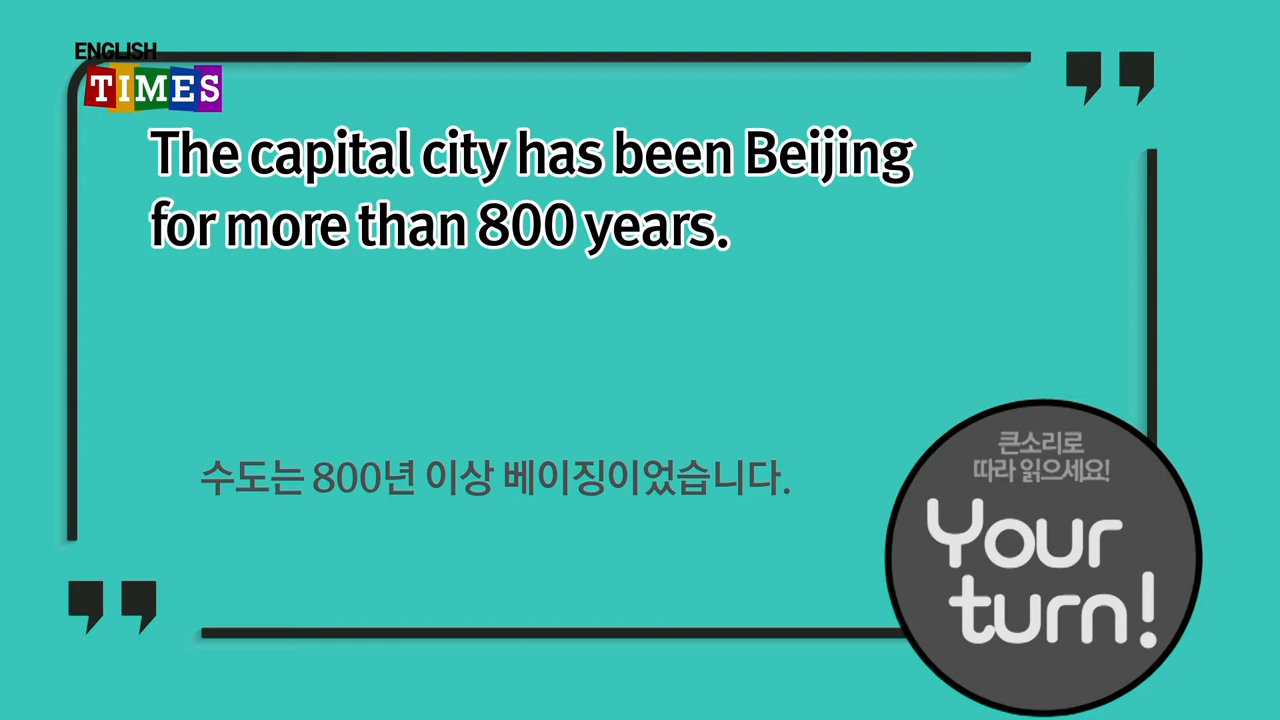 ENGLISH
TIMES
The capital city has been Beijing
for more than 800 years.
수도는 800년 이상 베이징이었습니다.
큰소리로
따라 읽으세요!
Your
turn!